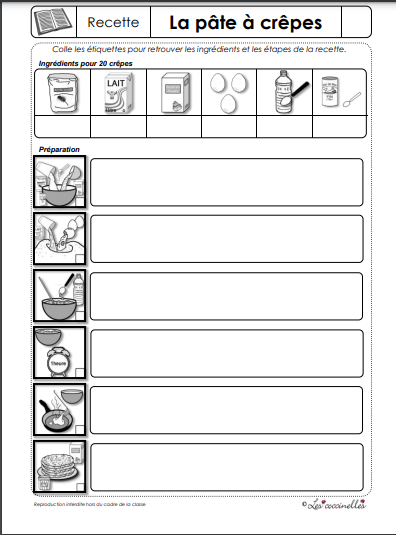 Recette
La pâte à crêpes
Colle les étiquettes pour retrouver les ingrédients et les étapes de la recette.
Ingrédients pour 20 crêpes
LAIT
Préparation
1heure
Reproduction interdite hors du cadre de la classe
© Les coccinelles